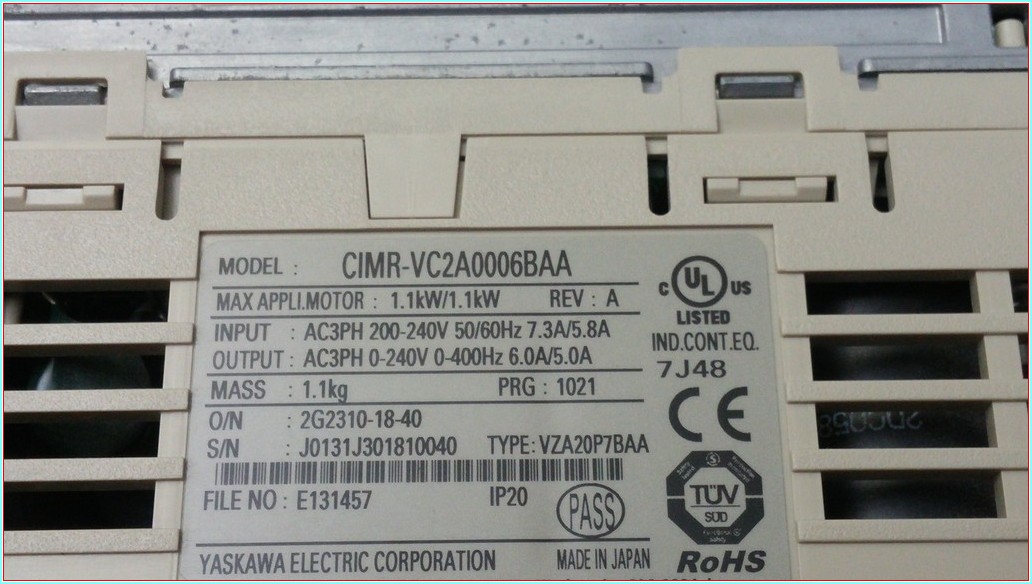 MODEL : CIMR-VC2A0006BAA
MAX APPLI.MOTOR : 1.1kW/1.1kW REV : A
INPUT : AC3PH 200-240V 50/60Hz 7.3A/5.8A
OUTPUT : AC3PH 0-240V 0-400Hz 6.0A/5.0A
MASS : 1.1kg PRG : 1021
O/N : 2G2310-18-40
S/N : J0131J301810040 TYPE : VZA20P7BAA
FILE NO : E131457 IP20
PASS
YASKAWA ELECTRIC CORPORATION MADE IN JAPAN
C UL US
LISTED
IND.CONT.EQ.
7J48
CE
TÜV
SÜD
Functional
Safety
RoHS